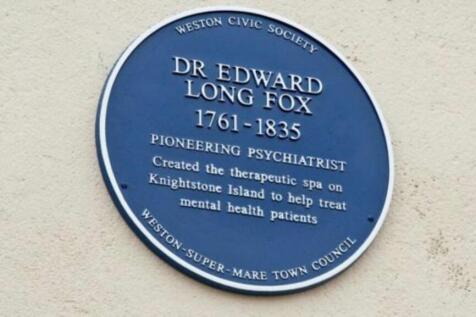 WESTON CIVIC SOCIETY
DR EDWARD
LONG FOX
1761-1835
PIONEERING PSYCHIATRIST
Created the therapeutic spa on
Knightstone Island to help treat
mental health patients
WESTON-SUPER-MARE TOWN COUNCIL